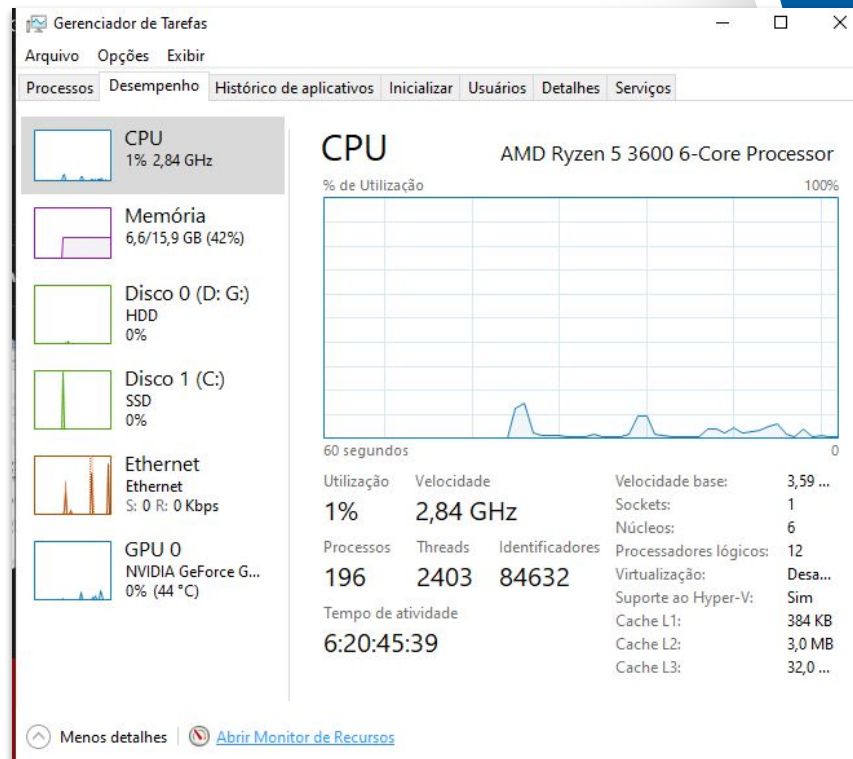 Gerenciador de Tarefas
Arquivo Opções Exibir
Processos Desempenho Histórico de aplicativos Inicializar Usuários Detalhes Serviços
CPU
1% 2,84 GHz
Memória
6,6/15,9 GB (42%)
Disco 0 (D: G:)
HDD
0%
Disco 1 (C:)
SSD
0%
Ethernet
Ethernet
S: 0 R: 0 Kbps
GPU 0
NVIDIA GeForce G...
0% (44 °C)
CPU AMD Ryzen 5 3600 6-Core Processor
% de Utilização 100%
60 segundos 0
Utilização Velocidade
1% 2,84 GHz
Processos Threads Identificadores
196 2403 84632
Tempo de atividade
6:20:45:39
Velocidade base: 3,59 ...
Sockets: 1
Núcleos: 6
Processadores lógicos: 12
Virtualização: Desa...
Suporte ao Hyper-V: Sim
Cache L1: 384 KB
Cache L2: 3,0 MB
Cache L3: 32,0 ...
Menos detalhes Abrir Monitor de Recursos